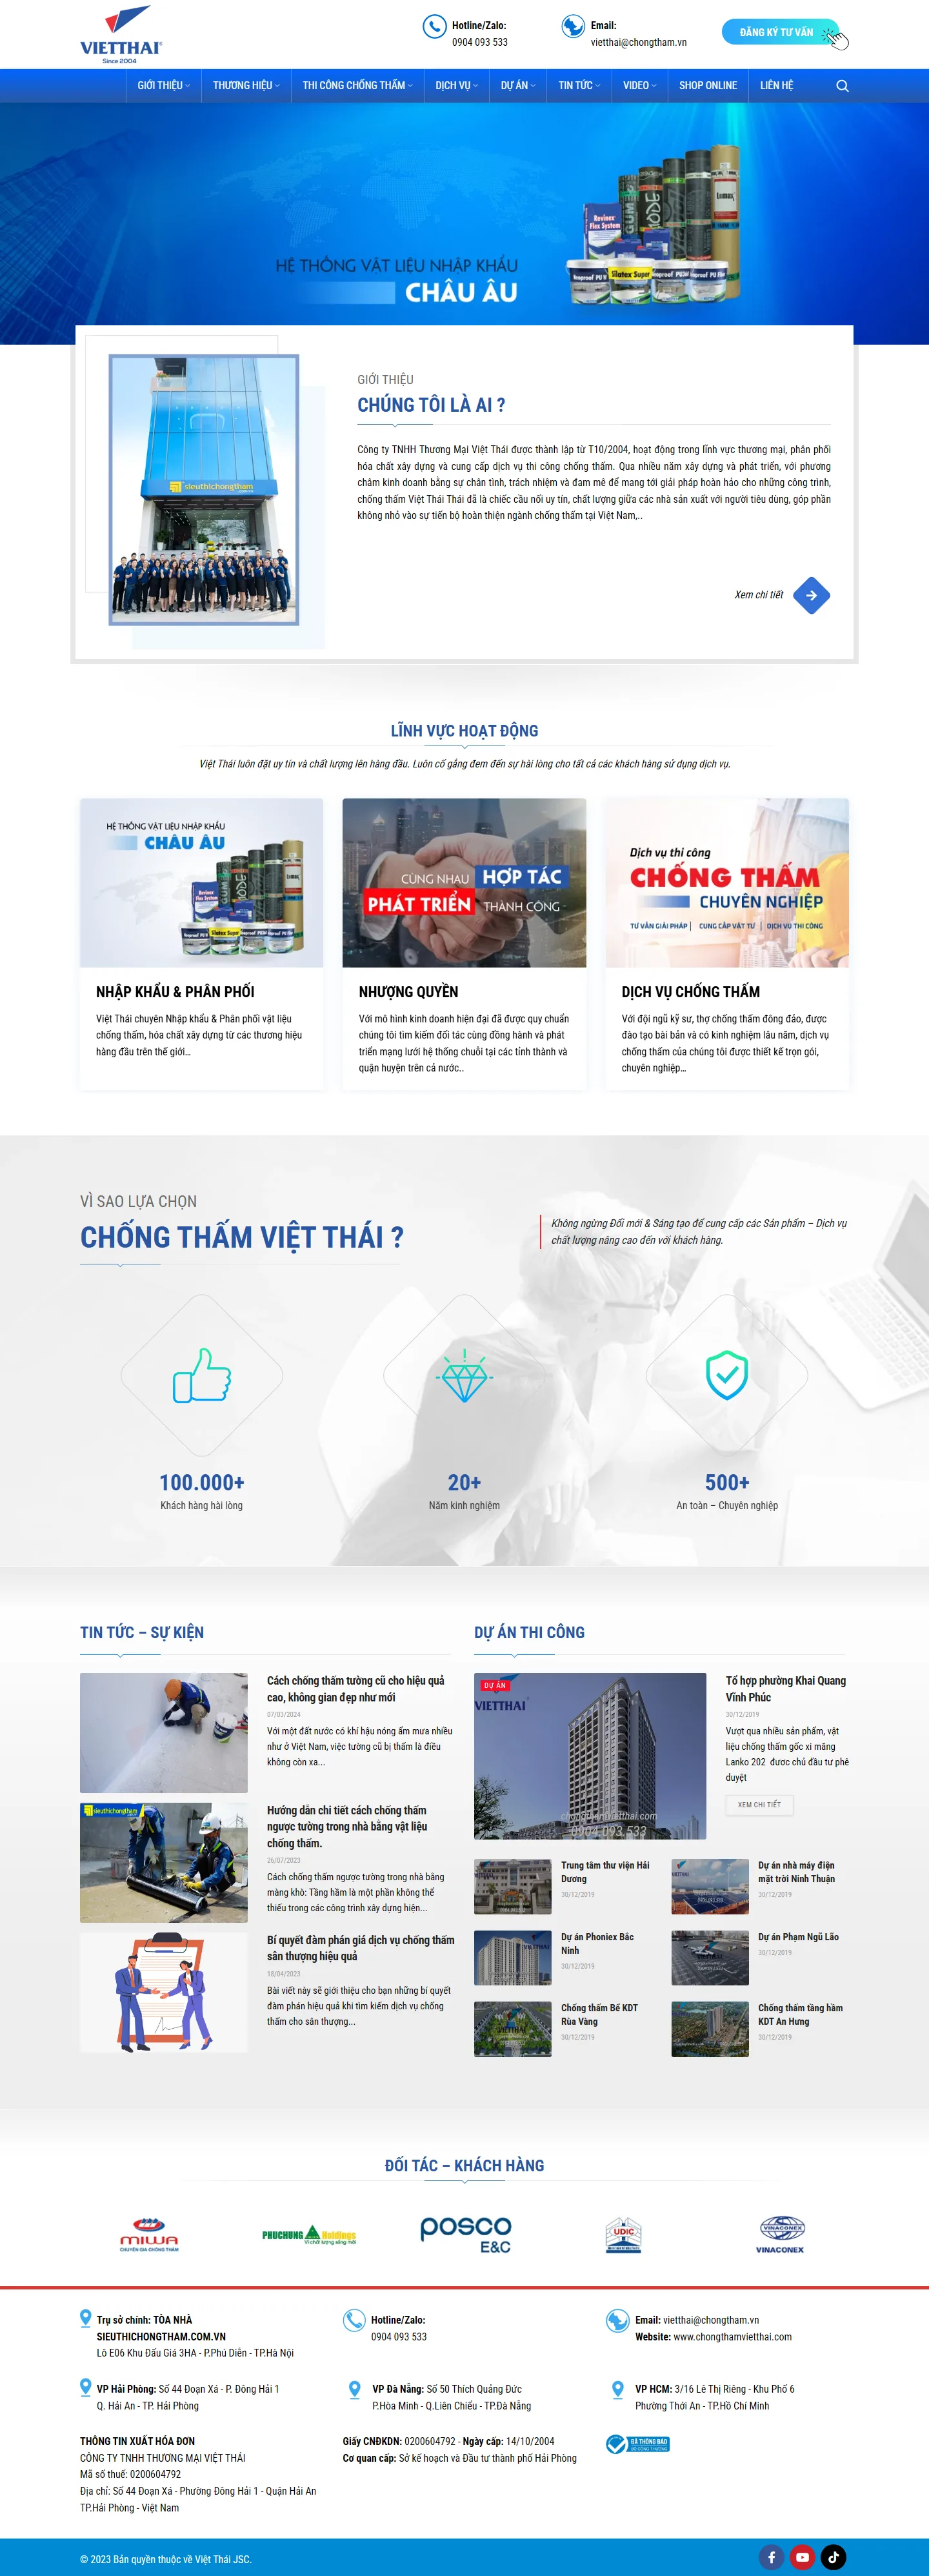 VIETTHAI®
Since 2004
Hotline/Zalo:
0904 093 533
Email:
vietthai@chongtham.vn
ĐĂNG KÝ TƯ VẤN
GIỚI THIỆU
THƯƠNG HIỆU
THI CÔNG CHỐNG THẤM
DỊCH VỤ
DỰ ÁN
TIN TỨC
VIDEO
SHOP ONLINE
LIÊN HỆ
HỆ THỐNG VẬT LIỆU NHẬP KHẨU
CHÂU ÂU
Revinex
Flex System
Silatex Super
sieuthichongtham
GIỚI THIỆU
CHÚNG TÔI LÀ AI ?
Công ty TNHH Thương Mại Việt Thái được thành lập từ T10/2004, hoạt động trong lĩnh vực thương mại, phân phối
hóa chất xây dựng và cung cấp dịch vụ thi công chống thấm. Qua nhiều năm xây dựng và phát triển, với phương
châm kinh doanh bằng sự chân tình, trách nhiệm và đam mê để mang tới giải pháp hoàn hảo cho những công trình,
chống thấm Việt Thái Thái đã là chiếc cầu nối uy tín, chất lượng giữa các nhà sản xuất với người tiêu dùng, góp phần
không nhỏ vào sự tiến bộ hoàn thiện ngành chống thấm tại Việt Nam,..
Xem chi tiết
LĨNH VỰC HOẠT ĐỘNG
Việt Thái luôn đặt uy tín và chất lượng lên hàng đầu. Luôn cố gắng đem đến sự hài lòng cho tất cả các khách hàng sử dụng dịch vụ.
HỆ THỐNG VẬT LIỆU NHẬP KHẨU
CHÂU ÂU
CÙNG NHAU HỢP TÁC
PHÁT TRIỂN THÀNH CÔNG
Dịch vụ thi công
CHỐNG THẤM
CHUYÊN NGHIỆP
TƯ VẤN GIẢI PHÁP | CUNG CẤP VẬT TƯ | DỊCH VỤ THI CÔNG
NHẬP KHẨU & PHÂN PHỐI
Việt Thái chuyên Nhập khẩu & Phân phối vật liệu
chống thấm, hóa chất xây dựng từ các thương hiệu
hàng đầu trên thế giới...
NHƯỢNG QUYỀN
Với mô hình kinh doanh hiện đại đã được quy chuẩn
chúng tôi tìm kiếm đối tác cùng đồng hành và phát
triển mạng lưới hệ thống chuỗi tại các tỉnh thành và
quận huyện trên cả nước..
DỊCH VỤ CHỐNG THẤM
Với đội ngũ kỹ sư, thợ chống thấm đông đảo, được
đào tạo bài bản và có kinh nghiệm lâu năm, dịch vụ
chống thấm của chúng tôi được thiết kế trọn gói,
chuyên nghiệp...
VÌ SAO LỰA CHỌN
CHỐNG THẤM VIỆT THÁI ?
Không ngừng Đổi mới & Sáng tạo để cung cấp các Sản phẩm – Dịch vụ
chất lượng nâng cao đến với khách hàng.
100.000+
Khách hàng hài lòng
20+
Năm kinh nghiệm
500+
An toàn – Chuyên nghiệp
TIN TỨC – SỰ KIỆN
Cách chống thấm tường cũ cho hiệu quả
cao, không gian đẹp như mới
07/03/2024
Với một đất nước có khí hậu nóng ẩm mưa nhiều
như ở Việt Nam, việc tường cũ bị thấm là điều
không còn xa...
sieuthichongtham
Hướng dẫn chi tiết cách chống thấm
ngược tường trong nhà bằng vật liệu
chống thấm.
26/07/2023
Cách chống thấm ngược tường trong nhà bằng
màng khò: Tầng hầm là một phần không thể
thiếu trong các công trình xây dựng hiện...
Bí quyết đàm phán giá dịch vụ chống thấm
sân thượng hiệu quả
18/04/2023
Bài viết này sẽ giới thiệu cho bạn những bí quyết
đàm phán hiệu quả khi tìm kiếm dịch vụ chống
thấm cho sân thượng...
DỰ ÁN THI CÔNG
DỰ ÁN
VIETTHAI
chongthamvietthai.com
0904.093.533
Tổ hợp phường Khai Quang
Vĩnh Phúc
30/12/2019
Vượt qua nhiều sản phẩm, vật
liệu chống thấm gốc xi măng
Lanko 202 đươc chủ đầu tư phê
duyệt
XEM CHI TIẾT
Trung tâm thư viện Hải
Dương
30/12/2019
Dự án nhà máy điện
mặt trời Ninh Thuận
30/12/2019
Dự án Phoniex Bắc
Ninh
30/12/2019
Dự án Phạm Ngũ Lão
30/12/2019
Chống thấm Bể KDT
Rùa Vàng
30/12/2019
Chống thấm tầng hầm
KDT An Hưng
30/12/2019
ĐỐI TÁC – KHÁCH HÀNG
MIWA
CHUYÊN GIA CHỐNG THẤM
PHUCHUNG Holdings
Vì chất lượng sống mới
posco
E&C
UDIC
VINACONEX
VINACONEX
Trụ sở chính: TÒA NHÀ
SIEUTHICHONGTHAM.COM.VN
Lô E06 Khu Đấu Giá 3HA - P.Phú Diễn - TP.Hà Nội
Hotline/Zalo:
0904 093 533
Email: vietthai@chongtham.vn
Website: www.chongthamvietthai.com
VP Hải Phòng: Số 44 Đoạn Xá - P. Đông Hải 1
Q. Hải An - TP. Hải Phòng
VP Đà Nẵng: Số 50 Thích Quảng Đức
P.Hòa Minh - Q.Liên Chiểu - TP.Đà Nẵng
VP HCM: 3/16 Lê Thị Riêng - Khu Phố 6
Phường Thới An - TP.Hồ Chí Minh
THÔNG TIN XUẤT HÓA ĐƠN
CÔNG TY TNHH THƯƠNG MẠI VIỆT THÁI
Mã số thuế: 0200604792
Địa chỉ: Số 44 Đoạn Xá - Phường Đông Hải 1 - Quận Hải An
TP.Hải Phòng - Việt Nam
Giấy CNĐKDN: 0200604792 - Ngày cấp: 14/10/2004
Cơ quan cấp: Sở kế hoạch và Đầu tư thành phố Hải Phòng
ĐÃ THÔNG BÁO
BỘ CÔNG THƯƠNG
© 2023 Bản quyền thuộc về Việt Thái JSC.